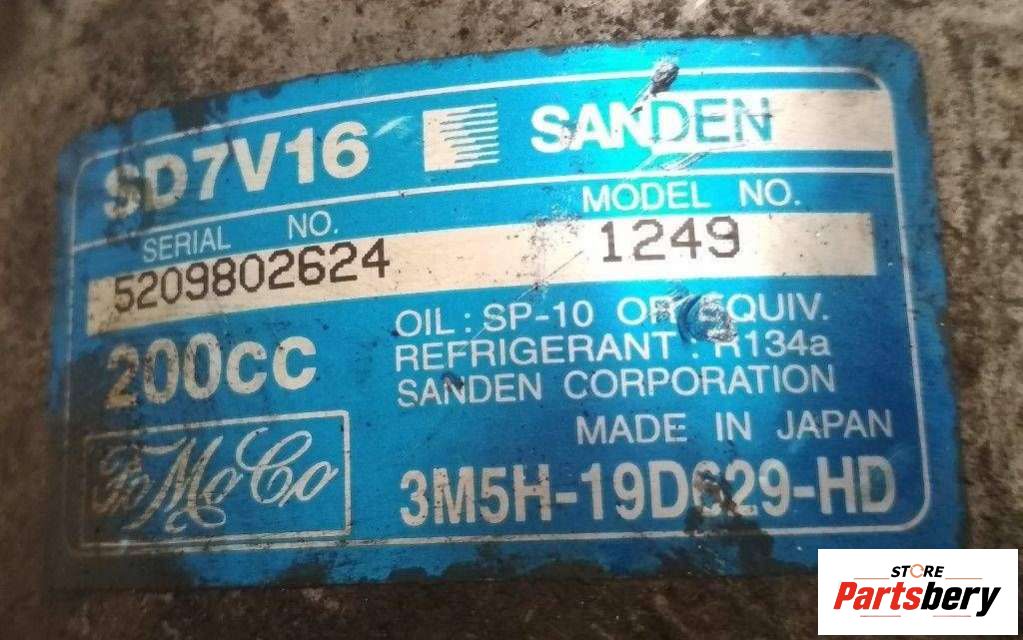 SD7V16 SANDEN
SERIAL NO. MODEL NO.
5209802624 1249
OIL : SP-10 OR EQUIV.
200cc REFRIGERANT : R134a
SANDEN CORPORATION
MADE IN JAPAN
FoMoCo 3M5H-19D629-HD
STORE
Partsbery